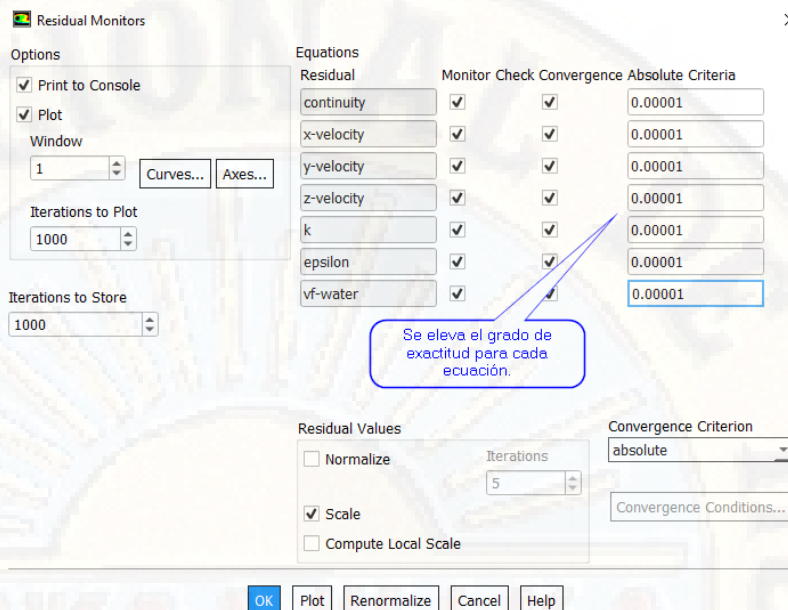 Residual Monitors
Options
Print to Console
Plot
Window
1
Curves...
Axes...
Iterations to Plot
1000
Iterations to Store
1000
Equations
Residual Monitor Check Convergence Absolute Criteria
continuity 0.00001
x-velocity 0.00001
y-velocity 0.00001
z-velocity 0.00001
k 0.00001
epsilon 0.00001
vf-water 0.00001
Se eleva el grado de
exactitud para cada
ecuación.
Residual Values
Normalize
Iterations
5
Scale
Compute Local Scale
Convergence Criterion
absolute
Convergence Conditions...
OK Plot Renormalize Cancel Help